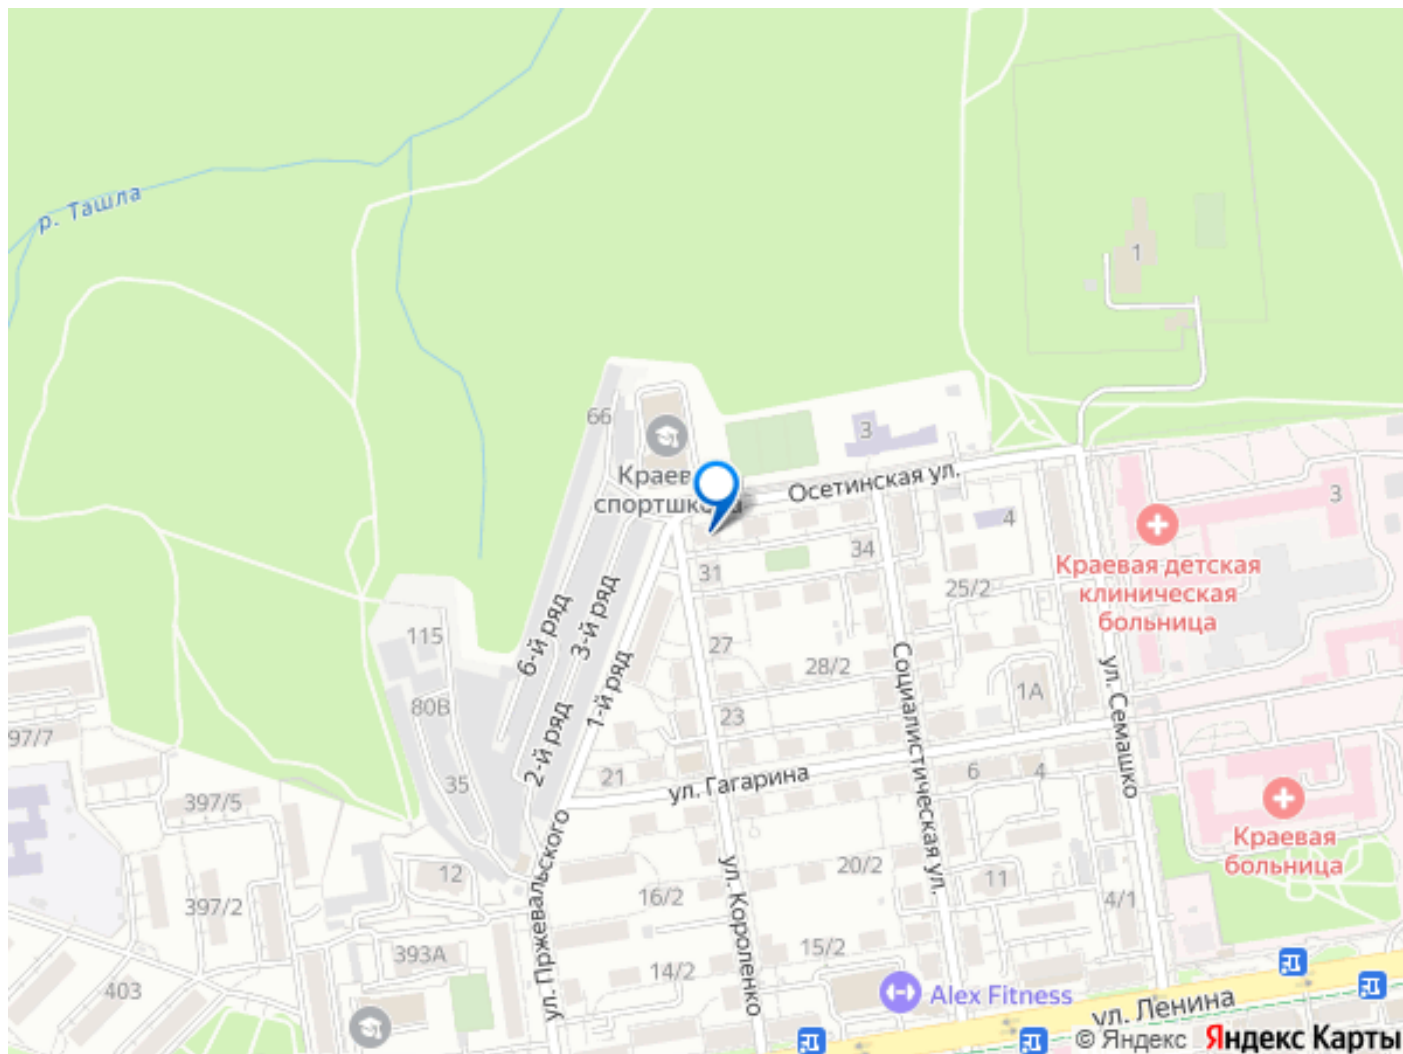 р. Ташла
1
66
3
Краев
спортшкола
Осетинская ул.
3
4
34
31
Краевая детская
клиническая
больница
25/2
6-й ряд
3-й ряд
115
27
1-й ряд
28/2
Социалистическая ул.
ул. Семашко
1А
80В
23
2-й ряд
97/7
21
ул. Гагарина
6
4
35
397/5
Краевая
больница
ул. Пржевальского
ул. Короленко
20/2
12
11
16/2
4/1
397/2
393А
15/2
14/2
403
Alex Fitness
ул. Ленина
© Яндекс Яндекс Карты